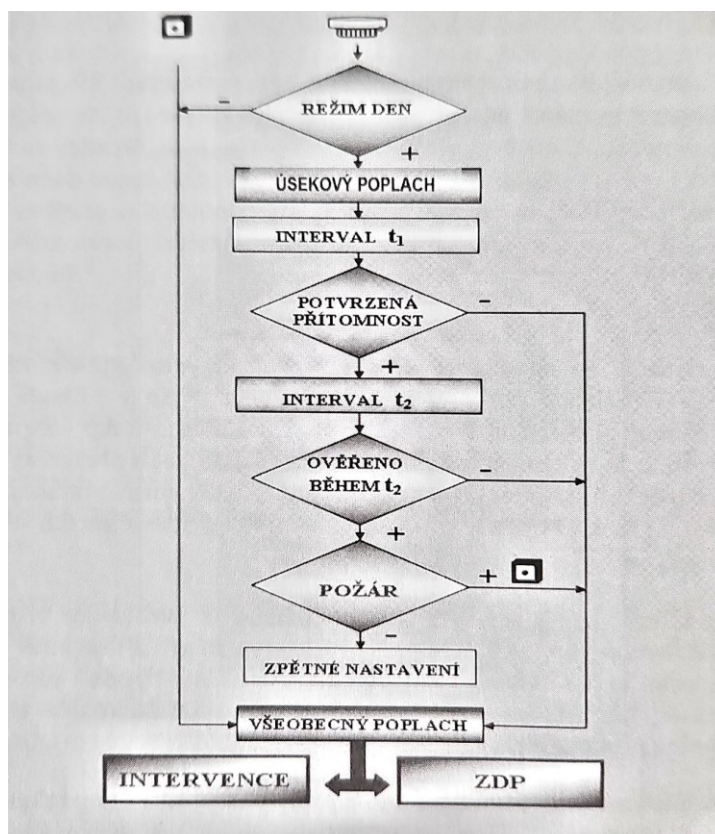 –
REŽIM DEN
+
ÚSEKOVÝ POPLACH
INTERVAL t₁
POTVRZENÁ
PŘÍTOMNOST
–
+
INTERVAL t₂
OVĚŘENO
BĚHEM t₂
–
+
POŽÁR
+
–
ZPĚTNÉ NASTAVENÍ
VŠEOBECNÝ POPLACH
INTERVENCE
ZDP